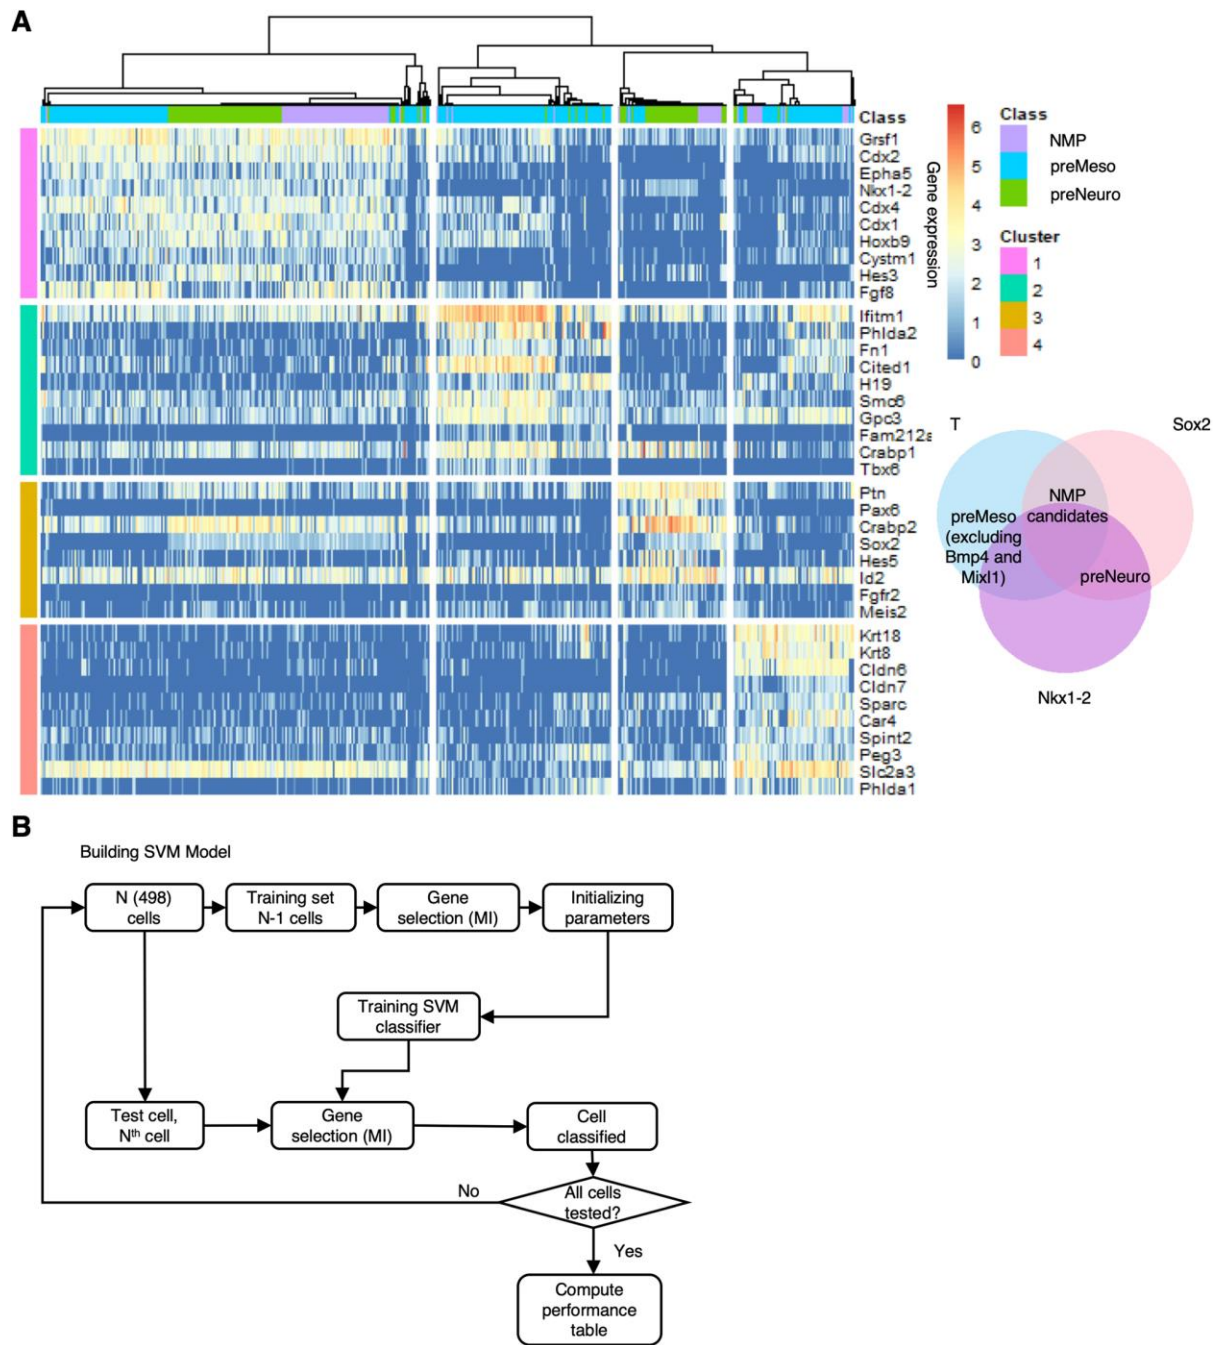 A
Class
Grsf1
Cdx2
Epha5
Nkx1-2
Cdx4
Cdx1
Hoxb9
Cystm1
Hes3
Fgf8
Ifitm1
Phlda2
Fn1
Cited1
H19
Smc6
Gpc3
Fam212a
Crabp1
Tbx6
Ptn
Pax6
Crabp2
Sox2
Hes5
Id2
Fgfr2
Meis2
Krt18
Krt8
Cldn6
Cldn7
Sparc
Car4
Spint2
Peg3
Slc2a3
Phlda1
Gene expression
6
5
4
3
2
1
0
Class
NMP
preMeso
preNeuro
Cluster
1
2
3
4
T
Sox2
NMP
candidates
preMeso
(excluding
Bmp4 and
Mixl1)
preNeuro
Nkx1-2
B
Building SVM Model
N (498)
cells
Training set
N-1 cells
Gene
selection (MI)
Initializing
parameters
Training SVM
classifier
Test cell,
Nth cell
Gene
selection (MI)
Cell
classified
No
All cells
tested?
Yes
Compute
performance
table